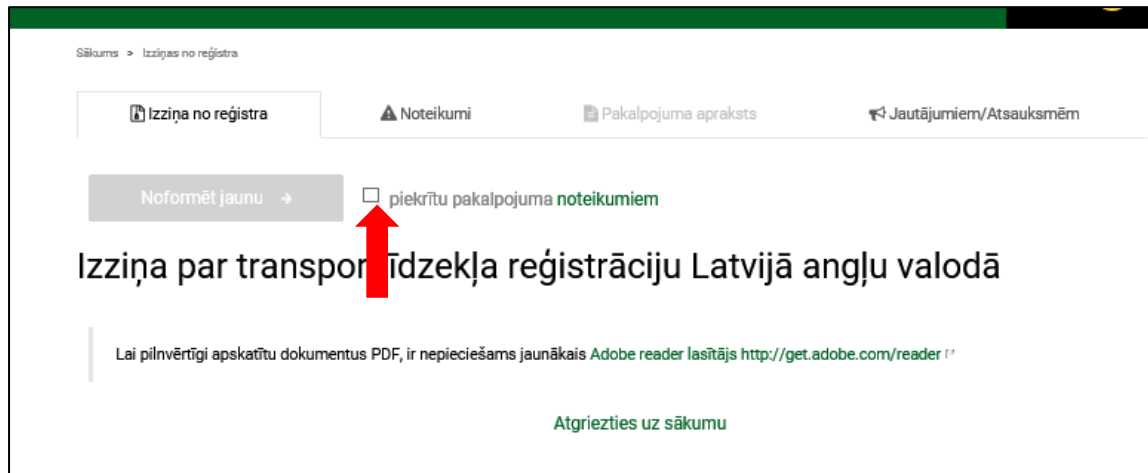 Sākums > Izziņas no reģistra
Izziņa no reģistra Noteikumi Pakalpojuma apraksts Jautājumiem/Atsauksmēm
Noformēt jaunu → piekrītu pakalpojuma noteikumiem
Izziņa par īdzekļa reģistrāciju Latvijā angļu valodā
Lai pilnvērtīgi apskatītu dokumentus PDF, ir nepieciešams jaunākais Adobe reader lasītājs http://get.adobe.com/reader
Atgriezties uz sākumu